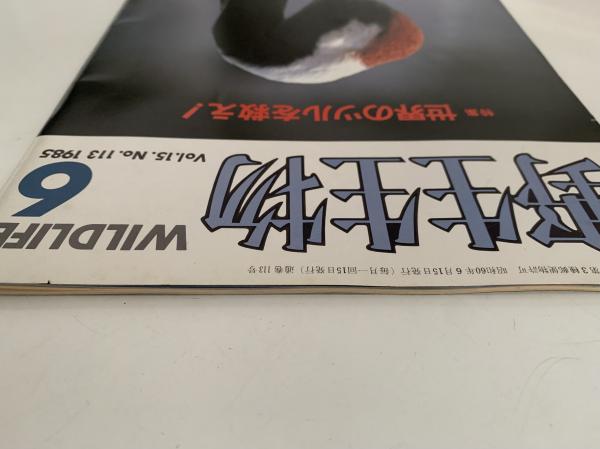 第3種郵便物許可 昭和60年6月15日発行(毎月一回15日発行)通巻113号
野生生物
WILDLIFE
6
Vol.15. No.113 1985
特集 世界のツルを救え!